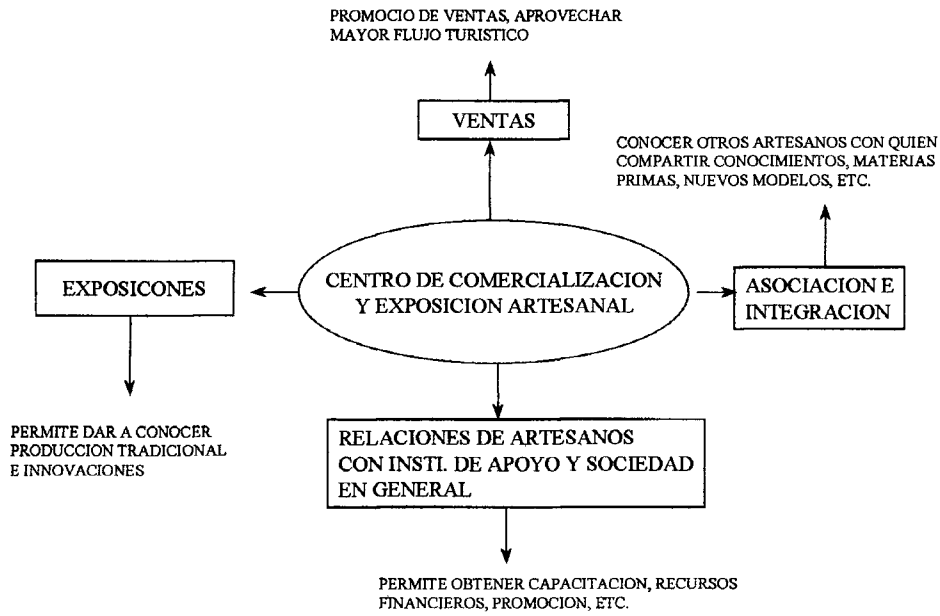 PROMOCIO DE VENTAS, APROVECHAR
MAYOR FLUJO TURISTICO
VENTAS
CONOCER OTROS ARTESANOS CON QUIEN
COMPARTIR CONOCIMIENTOS, MATERIAS
PRIMAS, NUEVOS MODELOS, ETC.
EXPOSICONES
CENTRO DE COMERCIALIZACION
Y EXPOSICION ARTESANAL
ASOCIACION E
INTEGRACION
PERMITE DAR A CONOCER
PRODUCCION TRADICIONAL
E INNOVACIONES
RELACIONES DE ARTESANOS
CON INSTI. DE APOYO Y SOCIEDAD
EN GENERAL
PERMITE OBTENER CAPACITACION, RECURSOS
FINANCIEROS, PROMOCION, ETC.